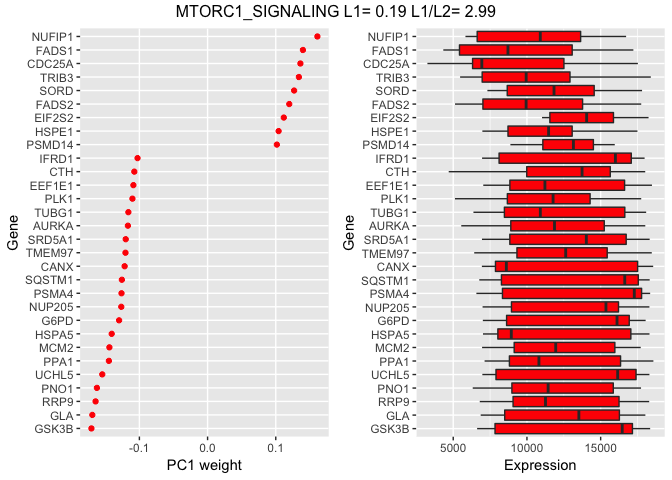 MTORC1_SIGNALING L1= 0.19 L1/L2= 2.99
Gene
NUFIP1
FADS1
CDC25A
TRIB3
SORD
FADS2
EIF2S2
HSPE1
PSMD14
IFRD1
CTH
EEF1E1
PLK1
TUBG1
AURKA
SRD5A1
TMEM97
CANX
SQSTM1
PSMA4
NUP205
G6PD
HSPA5
MCM2
PPA1
UCHL5
PNO1
RRP9
GLA
GSK3B
-0.1 0.0 0.1
PC1 weight
Gene
NUFIP1
FADS1
CDC25A
TRIB3
SORD
FADS2
EIF2S2
HSPE1
PSMD14
IFRD1
CTH
EEF1E1
PLK1
TUBG1
AURKA
SRD5A1
TMEM97
CANX
SQSTM1
PSMA4
NUP205
G6PD
HSPA5
MCM2
PPA1
UCHL5
PNO1
RRP9
GLA
GSK3B
5000 10000 15000
Expression